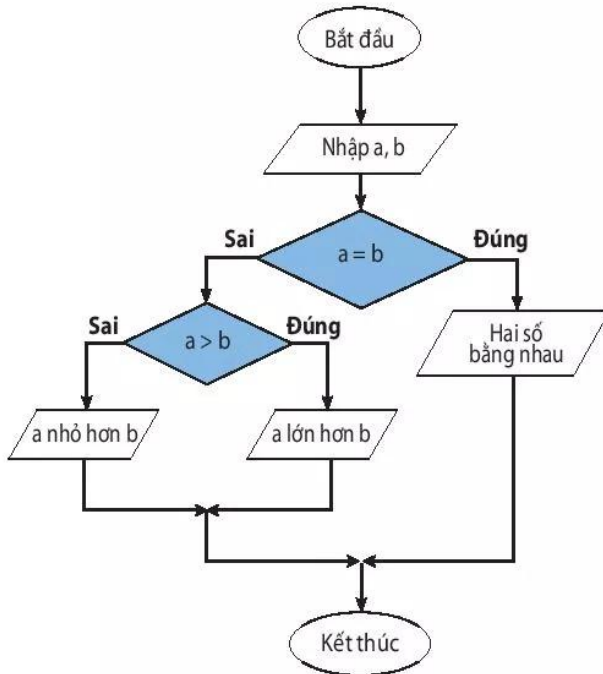 Bắt đầu
Nhập a, b
Sai
Đúng
a = b
Sai
Đúng
a > b
Hai số
bằng nhau
a nhỏ hơn b
a lớn hơn b
Kết thúc